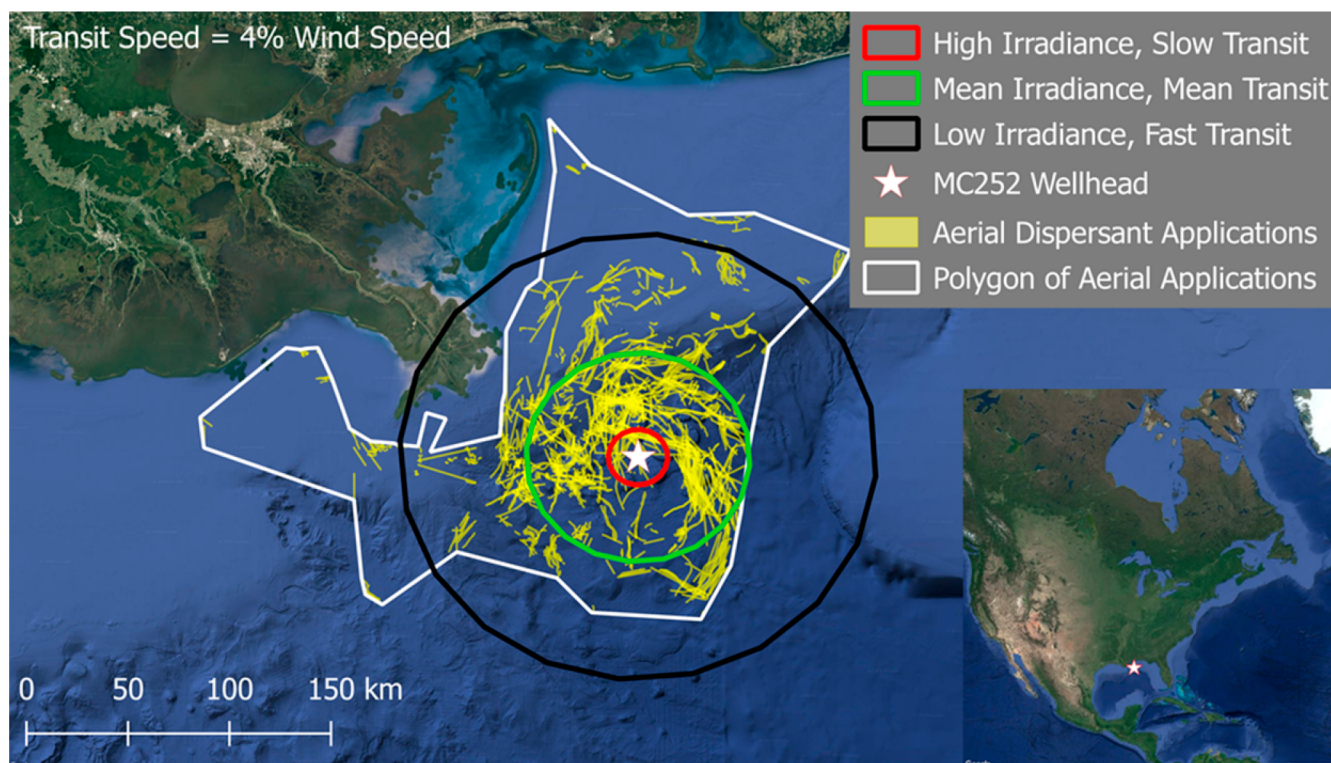 Transit Speed = 4% Wind Speed
High Irradiance, Slow Transit
Mean Irradiance, Mean Transit
Low Irradiance, Fast Transit
MC252 Wellhead
Aerial Dispersant Applications
Polygon of Aerial Applications
0 50 100 150 km